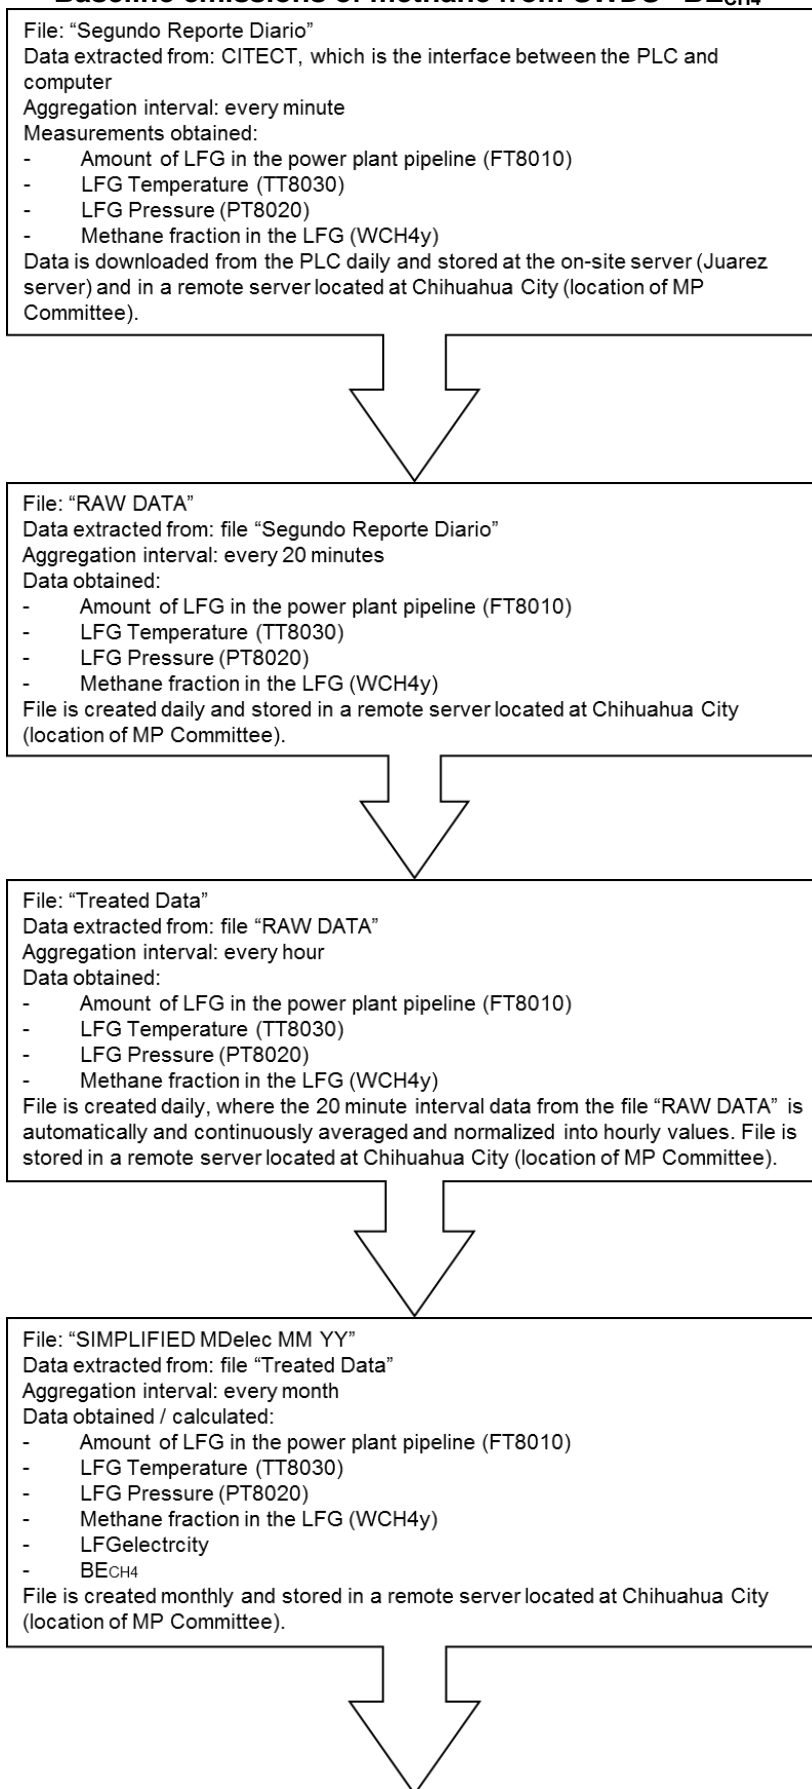 Baseline emissions of methane from SWDS - BECH4
File: “Segundo Reporte Diario”
Data extracted from: CITECT, which is the interface between the PLC and
computer
Aggregation interval: every minute
Measurements obtained:
- Amount of LFG in the power plant pipeline (FT8010)
- LFG Temperature (TT8030)
- LFG Pressure (PT8020)
- Methane fraction in the LFG (WCH4y)
Data is downloaded from the PLC daily and stored at the on-site server (Juarez
server) and in a remote server located at Chihuahua City (location of MP
Committee).
File: “RAW DATA”
Data extracted from: file “Segundo Reporte Diario”
Aggregation interval: every 20 minutes
Data obtained:
- Amount of LFG in the power plant pipeline (FT8010)
- LFG Temperature (TT8030)
- LFG Pressure (PT8020)
- Methane fraction in the LFG (WCH4y)
File is created daily and stored in a remote server located at Chihuahua City
(location of MP Committee).
File: “Treated Data”
Data extracted from: file “RAW DATA”
Aggregation interval: every hour
Data obtained:
- Amount of LFG in the power plant pipeline (FT8010)
- LFG Temperature (TT8030)
- LFG Pressure (PT8020)
- Methane fraction in the LFG (WCH4y)
File is created daily, where the 20 minute interval data from the file “RAW DATA” is
automatically and continuously averaged and normalized into hourly values. File is
stored in a remote server located at Chihuahua City (location of MP Committee).
File: “SIMPLIFIED MDelec MM YY”
Data extracted from: file “Treated Data”
Aggregation interval: every month
Data obtained / calculated:
- Amount of LFG in the power plant pipeline (FT8010)
- LFG Temperature (TT8030)
- LFG Pressure (PT8020)
- Methane fraction in the LFG (WCH4y)
- LFGelectrcity
- BECH4
File is created monthly and stored in a remote server located at Chihuahua City
(location of MP Committee).